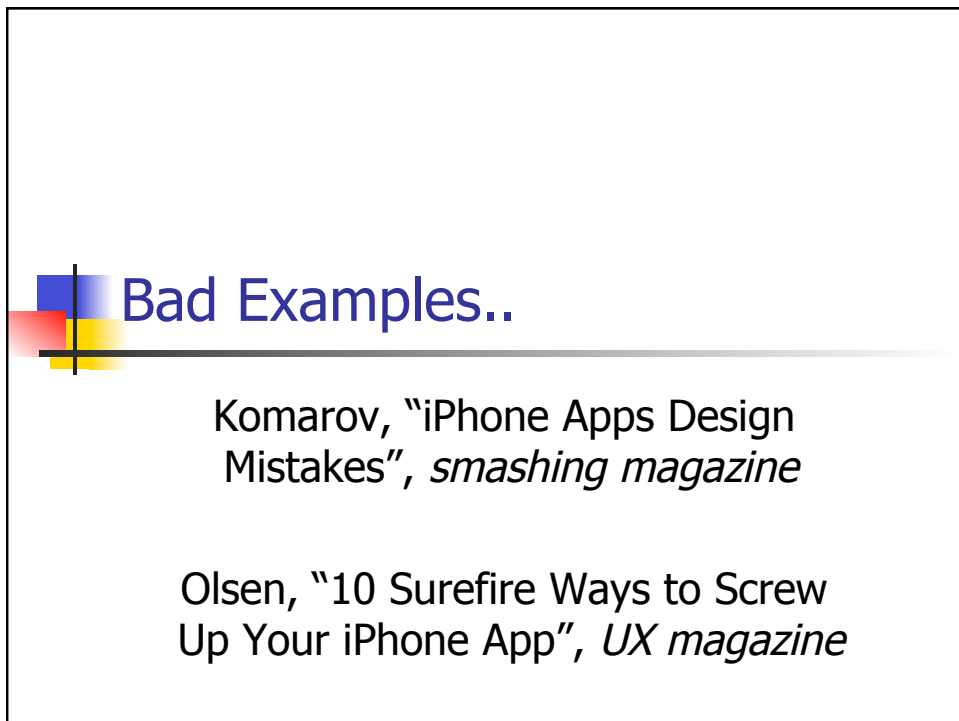 Bad Examples..
Komarov, “iPhone Apps Design
Mistakes”, smashing magazine
Olsen, “10 Surefire Ways to Screw
Up Your iPhone App”, UX magazine